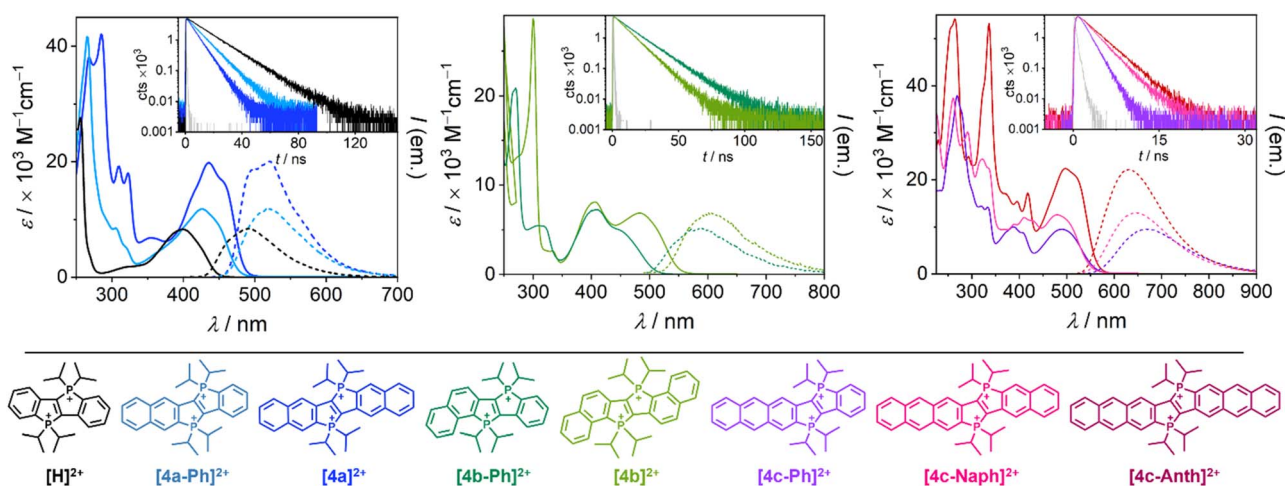 ε / × 10³ M⁻¹cm⁻¹
40
20
0
300 400 500 600 700
λ / nm
I (em.)
cts ×10³
1
0.1
0.01
0.001
0 40 80 120
t / ns
ε / × 10³ M⁻¹cm⁻¹
20
10
0
300 400 500 600 700 800
λ / nm
I (em.)
cts ×10³
1
0.1
0.01
0.001
0 50 100 150
t / ns
ε / × 10³ M⁻¹cm⁻¹
40
20
0
300 400 500 600 700 800 900
λ / nm
I (em.)
cts ×10³
1
0.1
0.01
0.001
0 15 30
t / ns
P + P +
P + P +
P + P +
P + P +
P + P +
P + P +
P + P +
P + P +
[H]²⁺ [4a-Ph]²⁺ [4a]²⁺ [4b-Ph]²⁺ [4b]²⁺ [4c-Ph]²⁺ [4c-Naph]²⁺ [4c-Anth]²⁺